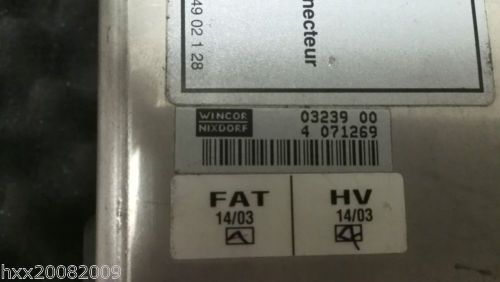 necteur
49 02 1 28
WINCOR
NIXDORF
03239 00
4 071269
FAT
14/03
HV
14/03
hxx20082009